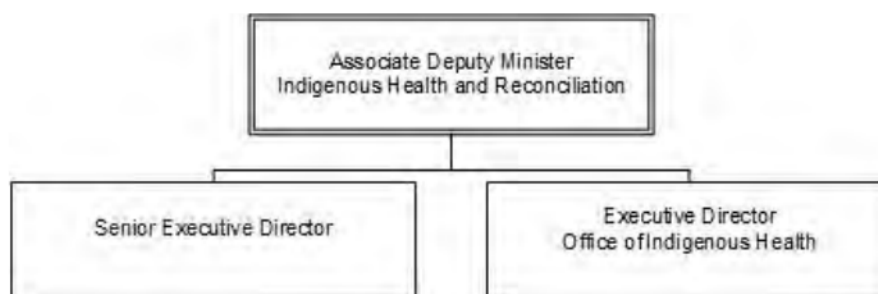 Associate Deputy Minister
Indigenous Health and Reconciliation
Senior Executive Director
Executive Director
Office of Indigenous Health